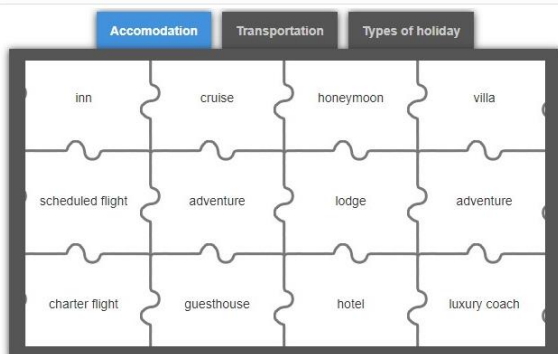 Accomodation Transportation Types of holiday
inn cruise honeymoon villa
scheduled flight adventure lodge adventure
charter flight guesthouse hotel luxury coach